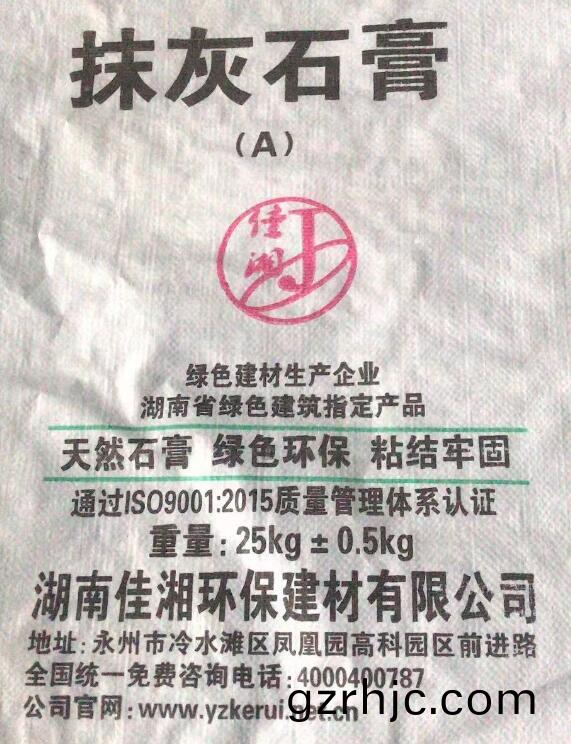 抹灰石膏
（A）
佳 J
湘
绿色建材生产企业
湖南省绿色建筑指定产品
天然石膏 绿色环保 粘结牢固
通过ISO9001:2015质量管理体系认证
重量:25kg±0.5kg
湖南佳湘环保建材有限公司
地址:永州市冷水滩区凤凰园高科园区前进路
全国统一免费咨询电话:4000400787
公司官网:www.yzkerui.net.cn
gzrhjc.com